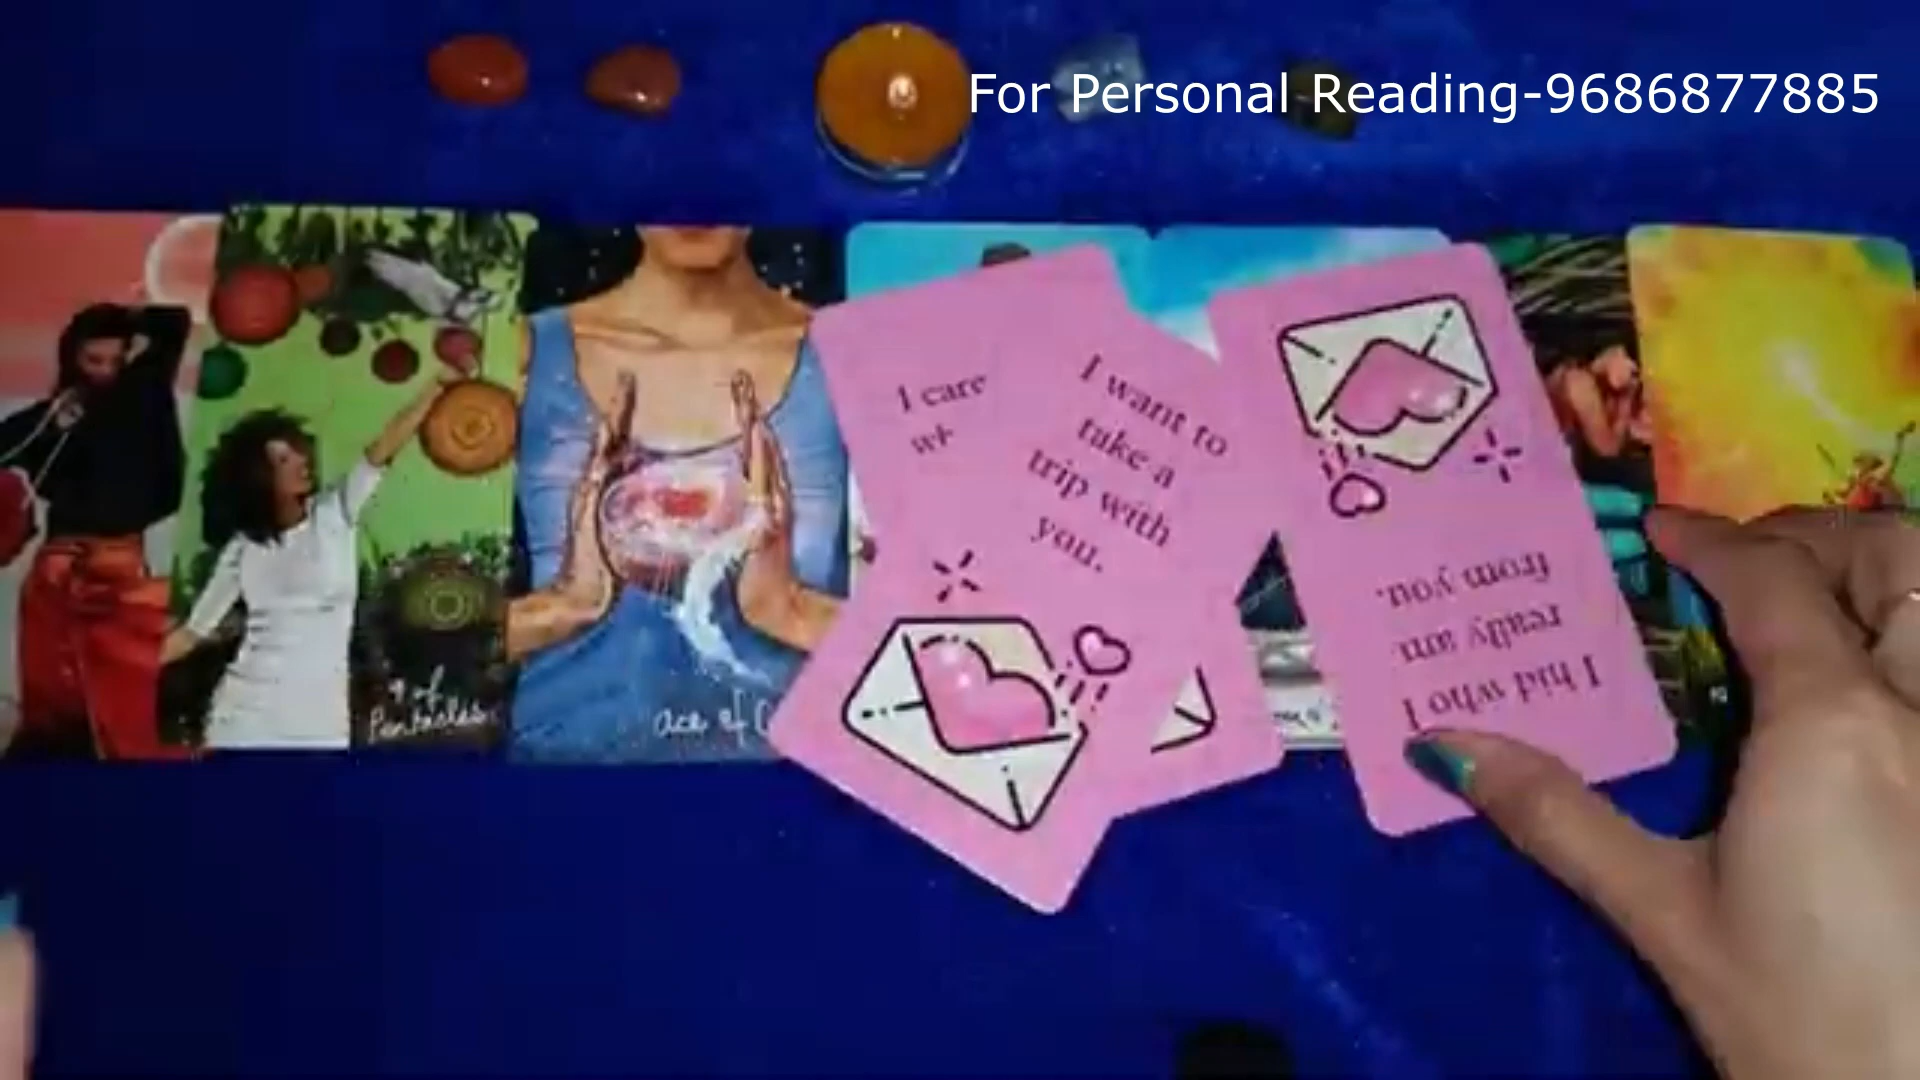 For Personal Reading-9686877885
I care
I want to
take a
trip with
you.
I hid who I
really am
from you.
9 of
Pentacles
ace of